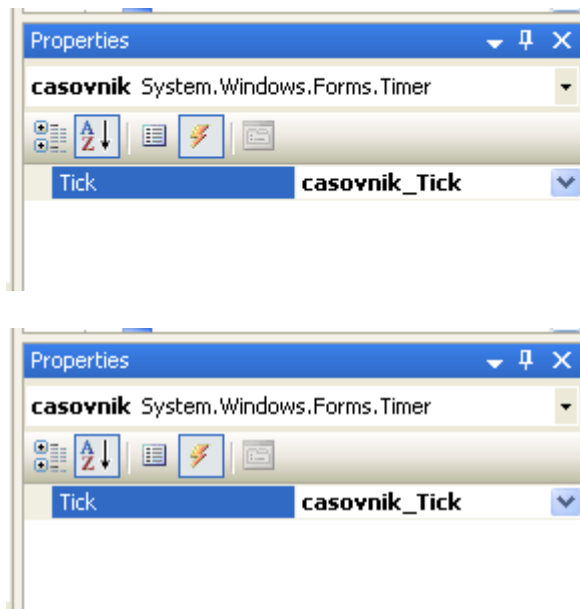 Properties
casovnik System.Windows.Forms.Timer
Tick casovnik_Tick
Properties
casovnik System.Windows.Forms.Timer
Tick casovnik_Tick